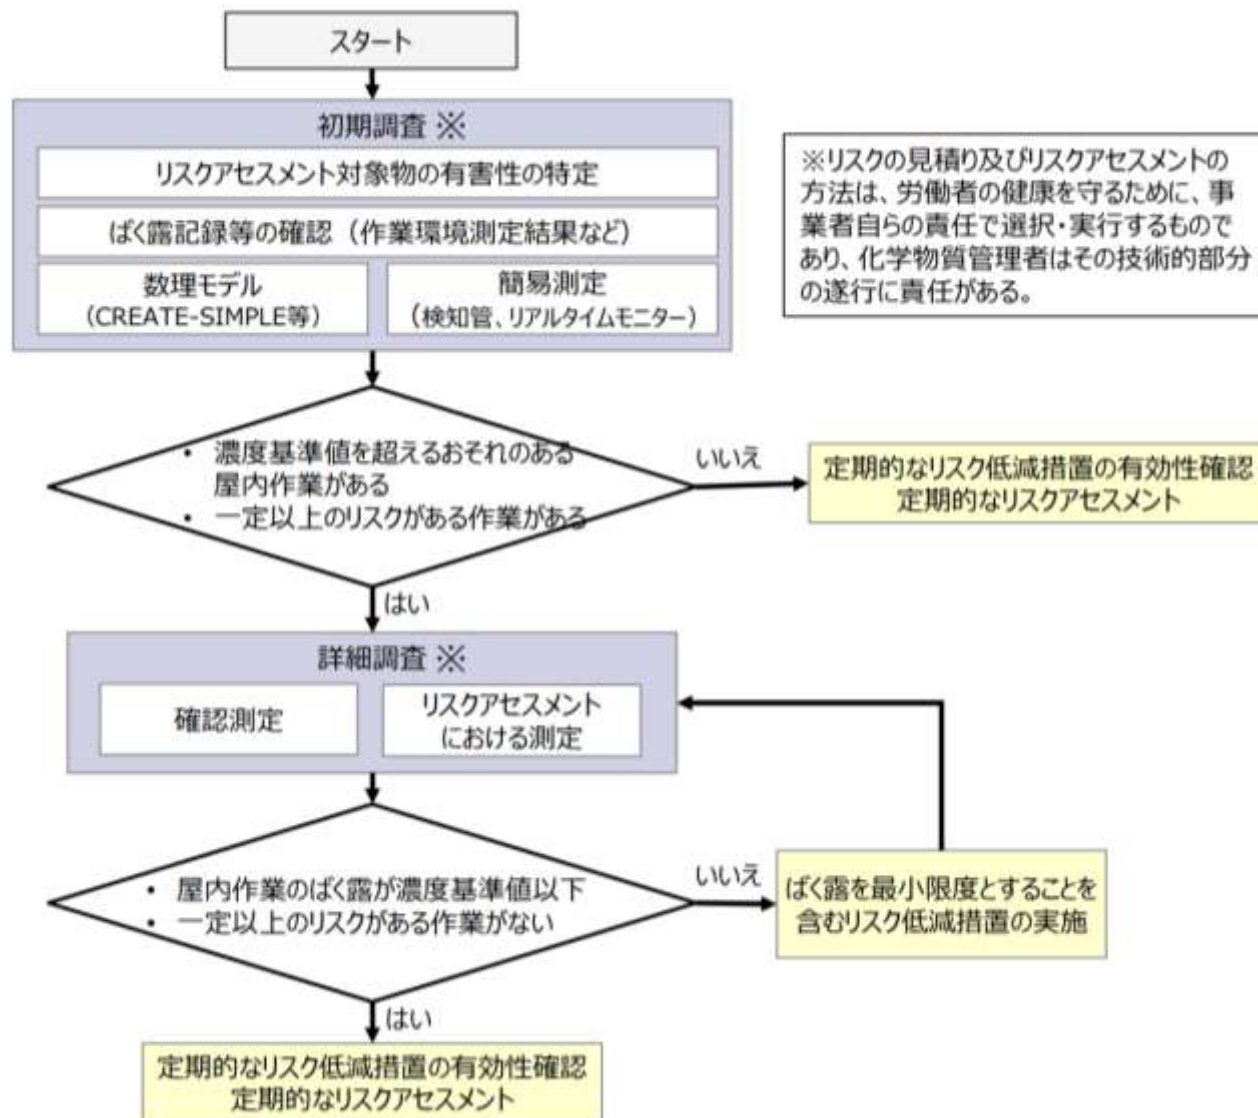 スタート
初期調査 ※
リスクアセスメント対象物の有害性の特定
ばく露記録等の確認（作業環境測定結果など）
数理モデル
（CREATE-SIMPLE等）
簡易測定
（検知管、リアルタイムモニター）
※リスクの見積り及びリスクアセスメントの
方法は、労働者の健康を守るために、事
業者自らの責任で選択・実行するもので
あり、化学物質管理者はその技術的部分
の遂行に責任がある。
• 濃度基準値を超えるおそれのある
屋内作業がある
• 一定以上のリスクがある作業がある
いいえ
定期的なリスク低減措置の有効性確認
定期的なリスクアセスメント
はい
詳細調査 ※
確認測定
リスクアセスメント
における測定
• 屋内作業のばく露が濃度基準値以下
• 一定以上のリスクがある作業がない
いいえ
ばく露を最小限度とすることを
含むリスク低減措置の実施
はい
定期的なリスク低減措置の有効性確認
定期的なリスクアセスメント